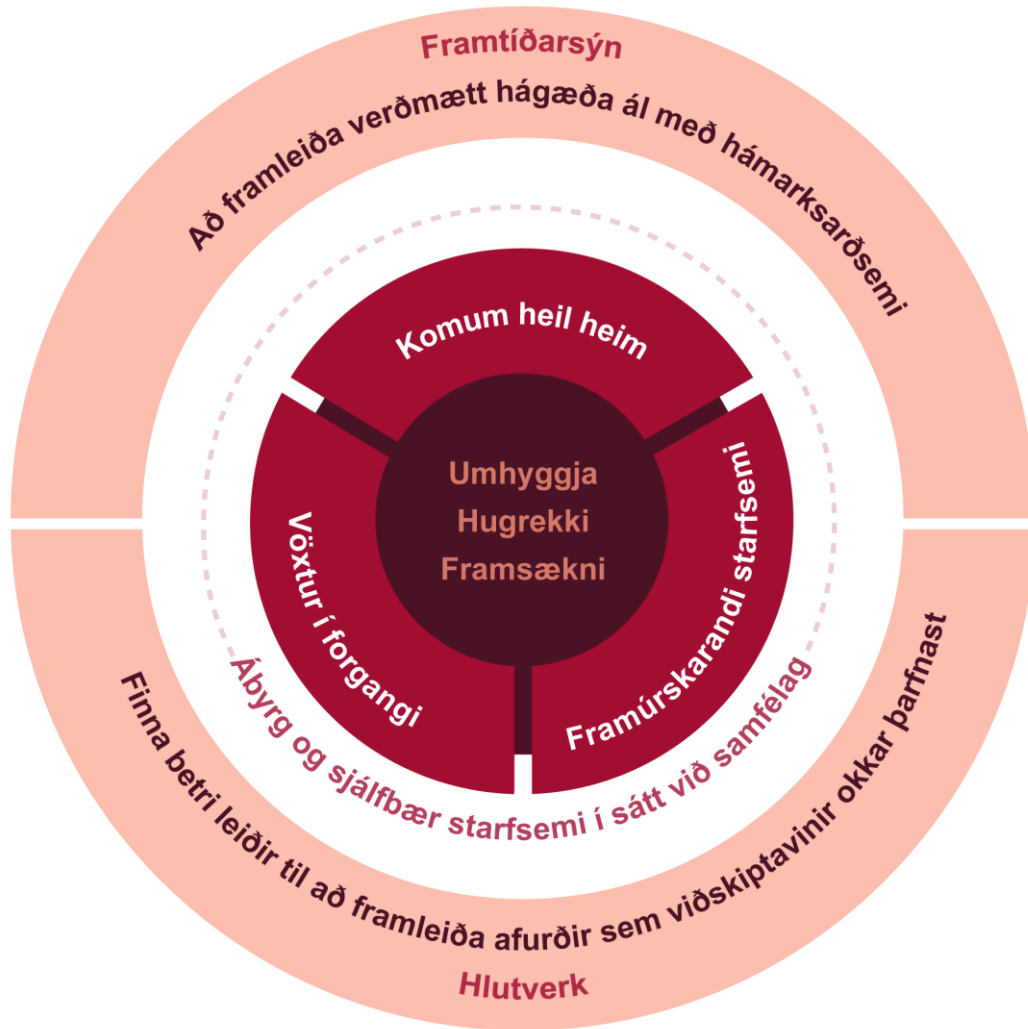 Framtíðarsýn
Að framleiða verðmætt hágæða ál með hámarksarðsemi
Komum heil heim
Umhyggja
Hugrekki
Framsækni
Vöxtur í forgangi
Framúrskarandi starfsemi
Ábyrg og sjálfbær starfsemi í sátt við samfélag
Finna betri leiðir til að framleiða afurðir sem viðskiptavinir okkar þarfnast
Hlutverk